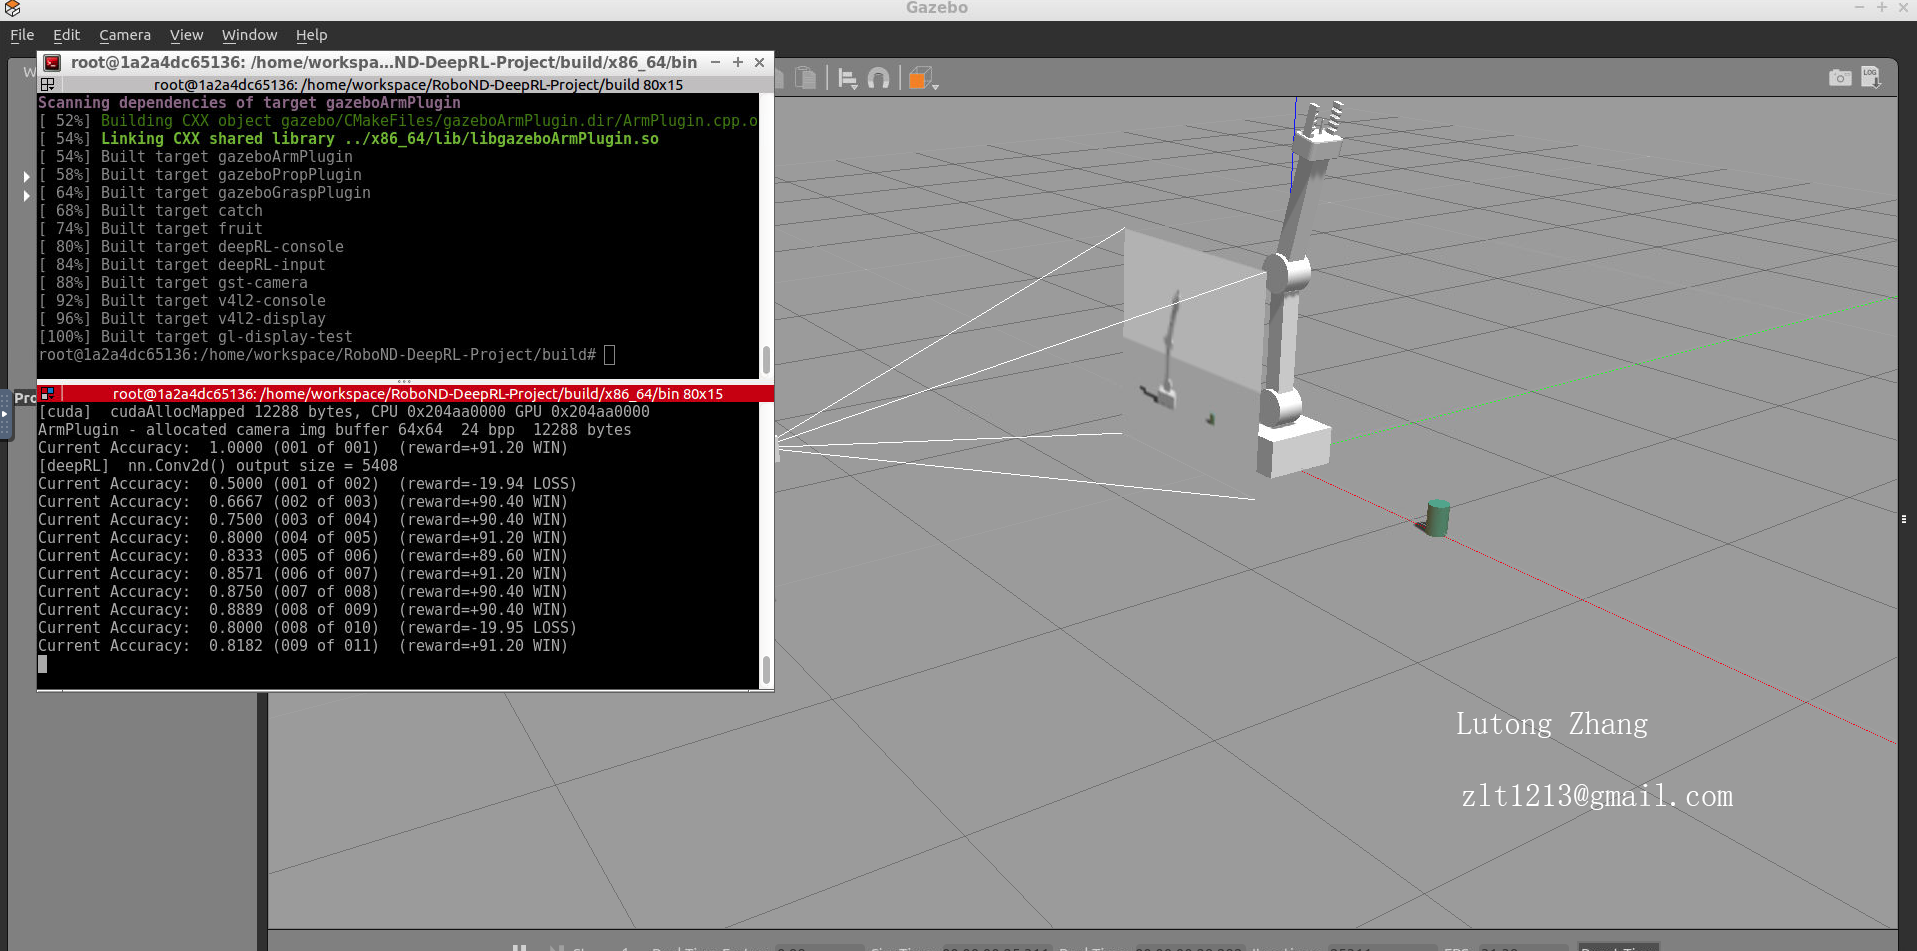 Gazebo
File Edit Camera View Window Help
root@1a2a4dc65136: /home/workspa...ND-DeepRL-Project/build/x86_64/bin
root@1a2a4dc65136: /home/workspace/RoboND-DeepRL-Project/build 80x15
Scanning dependencies of target gazeboArmPlugin
[ 52%] Building CXX object gazebo/CMakeFiles/gazeboArmPlugin.dir/ArmPlugin.cpp.o
[ 54%] Linking CXX shared library ../x86_64/lib/libgazeboArmPlugin.so
[ 54%] Built target gazeboArmPlugin
[ 58%] Built target gazeboPropPlugin
[ 64%] Built target gazeboGraspPlugin
[ 68%] Built target catch
[ 74%] Built target fruit
[ 80%] Built target deepRL-console
[ 84%] Built target deepRL-input
[ 88%] Built target gst-camera
[ 92%] Built target v4l2-console
[ 96%] Built target v4l2-display
[100%] Built target gl-display-test
root@1a2a4dc65136:/home/workspace/RoboND-DeepRL-Project/build#
root@1a2a4dc65136: /home/workspace/RoboND-DeepRL-Project/build/x86_64/bin 80x15
[cuda]  cudaAllocMapped 12288 bytes, CPU 0x204aa0000 GPU 0x204aa0000
ArmPlugin - allocated camera img buffer 64x64  24 bpp  12288 bytes
Current Accuracy:  1.0000 (001 of 001)  (reward=+91.20 WIN)
[deepRL]  nn.Conv2d() output size = 5408
Current Accuracy:  0.5000 (001 of 002)  (reward=-19.94 LOSS)
Current Accuracy:  0.6667 (002 of 003)  (reward=+90.40 WIN)
Current Accuracy:  0.7500 (003 of 004)  (reward=+90.40 WIN)
Current Accuracy:  0.8000 (004 of 005)  (reward=+91.20 WIN)
Current Accuracy:  0.8333 (005 of 006)  (reward=+89.60 WIN)
Current Accuracy:  0.8571 (006 of 007)  (reward=+91.20 WIN)
Current Accuracy:  0.8750 (007 of 008)  (reward=+90.40 WIN)
Current Accuracy:  0.8889 (008 of 009)  (reward=+90.40 WIN)
Current Accuracy:  0.8000 (008 of 010)  (reward=-19.95 LOSS)
Current Accuracy:  0.8182 (009 of 011)  (reward=+91.20 WIN)
LOG
Lutong Zhang
zlt1213@gmail.com